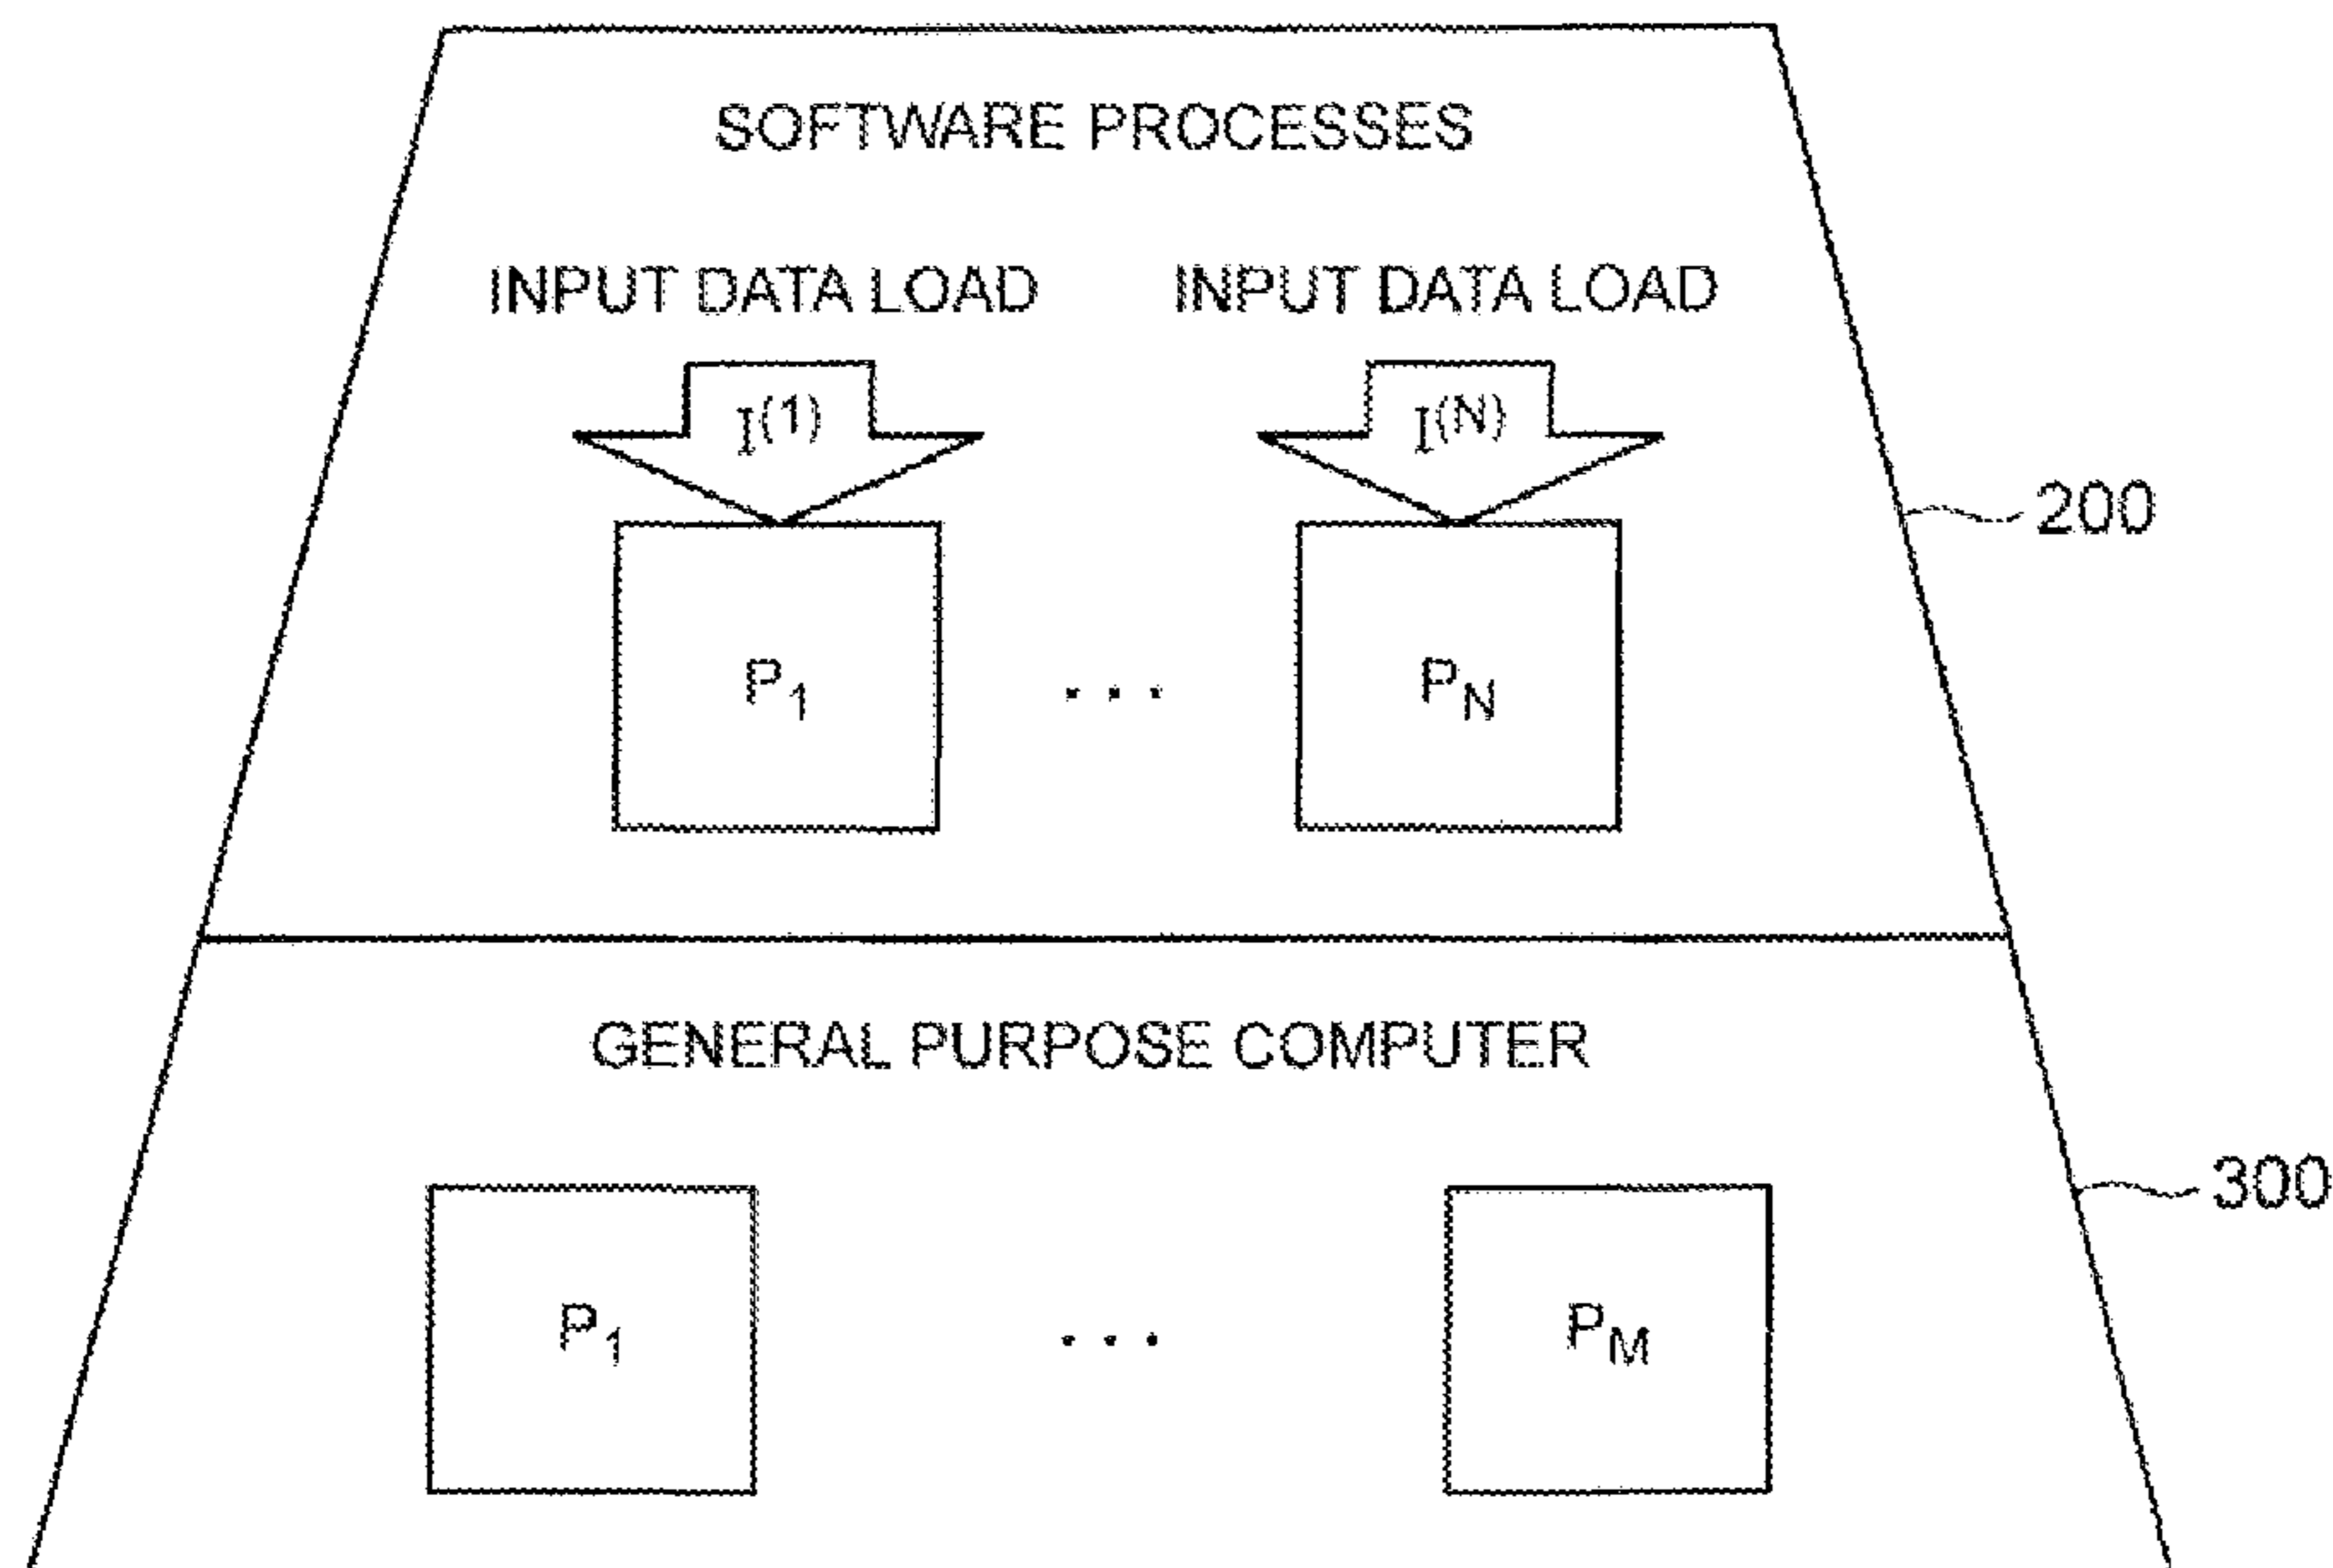 SOFTWARE PROCESSES
INPUT DATA LOAD INPUT DATA LOAD
I(1) I(N)
200
P1 ... PN
GENERAL PURPOSE COMPUTER
300
P1 ... PM